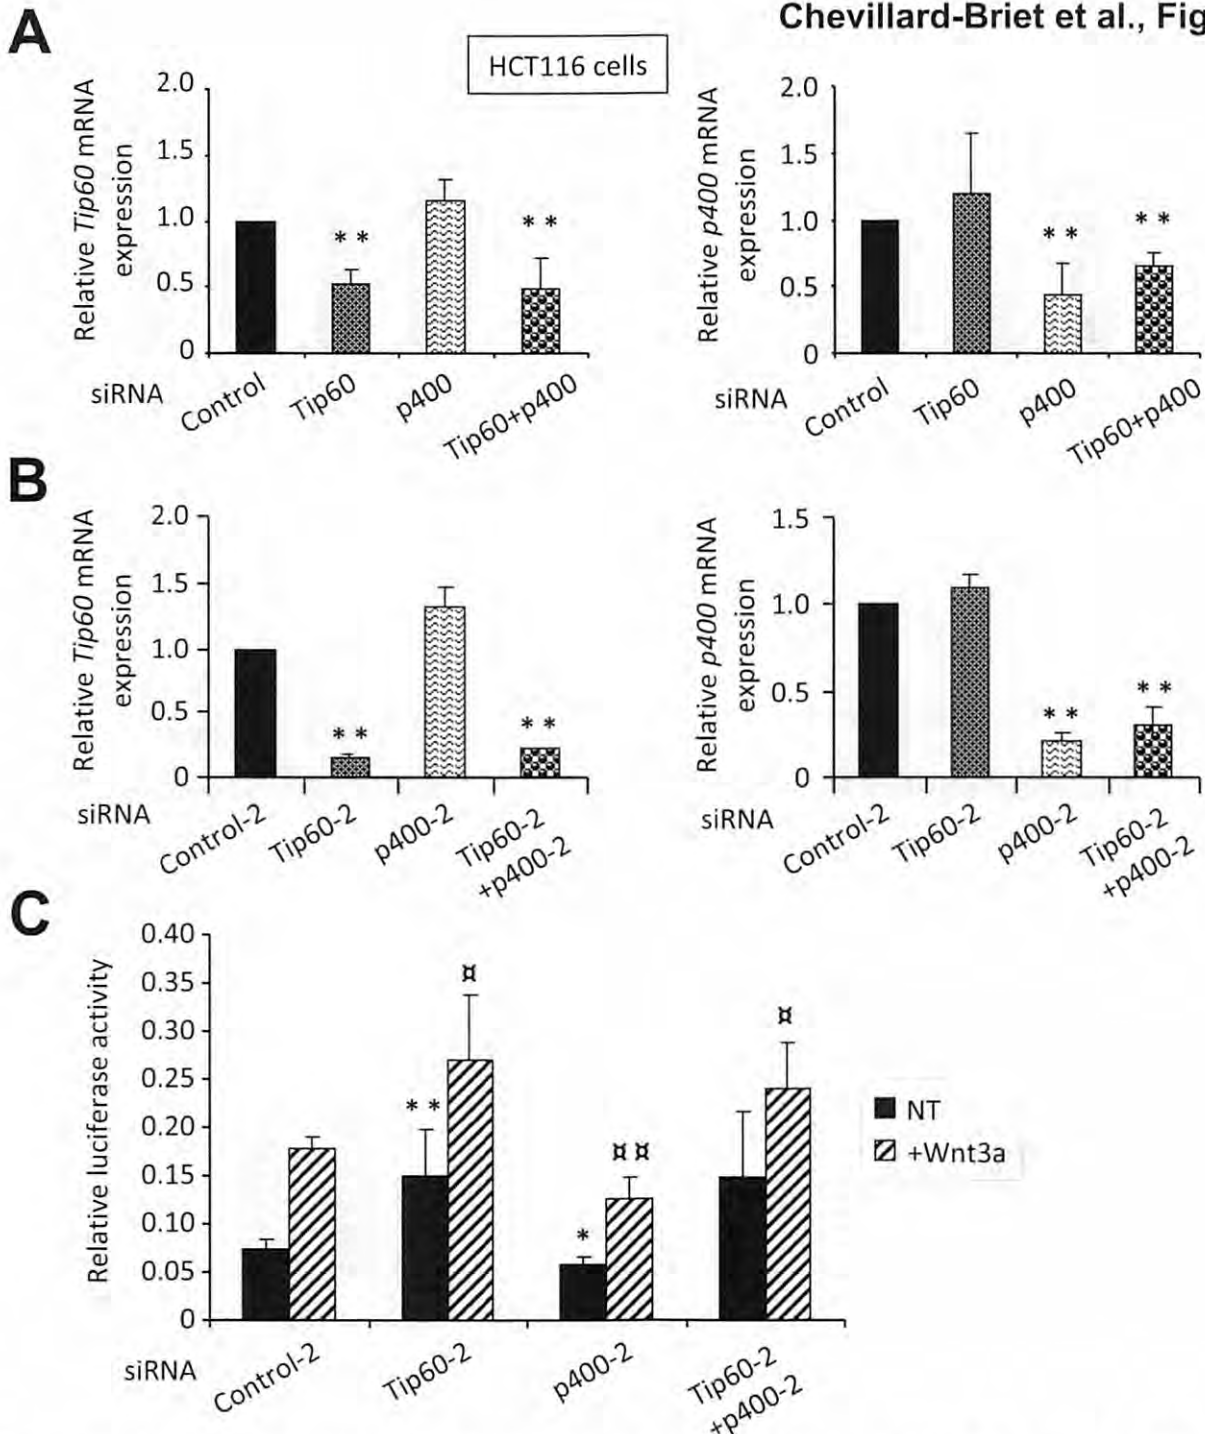 Chevillard-Briet et al., Fig
A
HCT116 cells
Relative Tip60 mRNA
expression
2.0
1.5
1.0
0.5
0
* *
* *
siRNA
Control
Tip60
p400
Tip60+p400
Relative p400 mRNA
expression
2.0
1.5
1.0
0.5
0
* *
* *
siRNA
Control
Tip60
p400
Tip60+p400
B
Relative Tip60 mRNA
expression
2.0
1.5
1.0
0.5
0
* *
* *
siRNA
Control-2
Tip60-2
p400-2
Tip60-2
+p400-2
Relative p400 mRNA
expression
1.5
1.0
0.5
0
* *
* *
siRNA
Control-2
Tip60-2
p400-2
Tip60-2
+p400-2
C
Relative luciferase activity
0.40
0.35
0.30
0.25
0.20
0.15
0.10
0.05
0
* *
¤
*
¤¤
¤
NT
+Wnt3a
siRNA
Control-2
Tip60-2
p400-2
Tip60-2
+p400-2